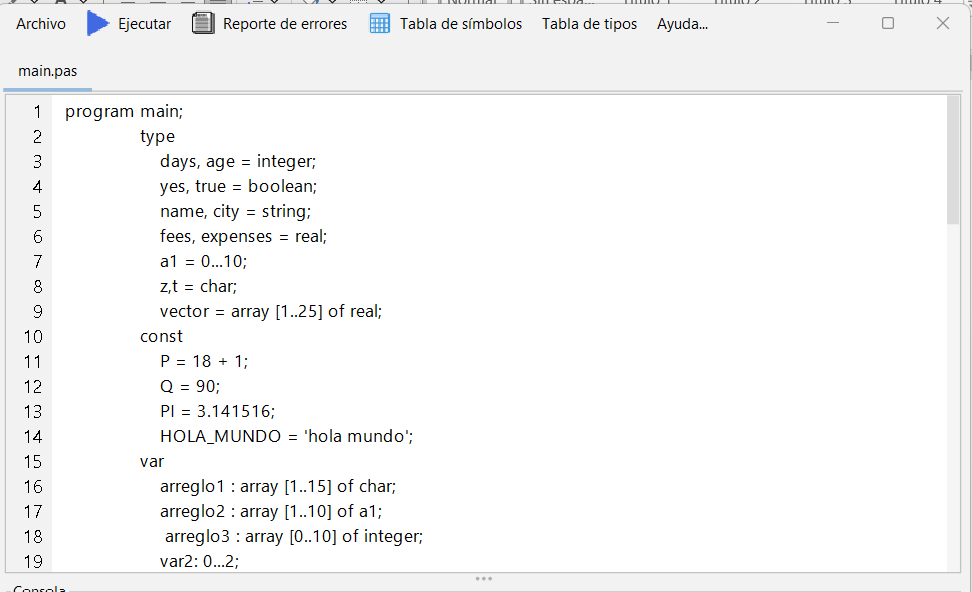 Archivo Ejecutar Reporte de errores Tabla de símbolos Tabla de tipos Ayuda...
main.pas
1 program main;
2 type
3 days, age = integer;
4 yes, true = boolean;
5 name, city = string;
6 fees, expenses = real;
7 a1 = 0...10;
8 z,t = char;
9 vector = array [1..25] of real;
10 const
11 P = 18 + 1;
12 Q = 90;
13 PI = 3.141516;
14 HOLA_MUNDO = 'hola mundo';
15 var
16 arreglo1 : array [1..15] of char;
17 arreglo2 : array [1..10] of a1;
18 arreglo3 : array [0..10] of integer;
19 var2: 0...2;
Consola